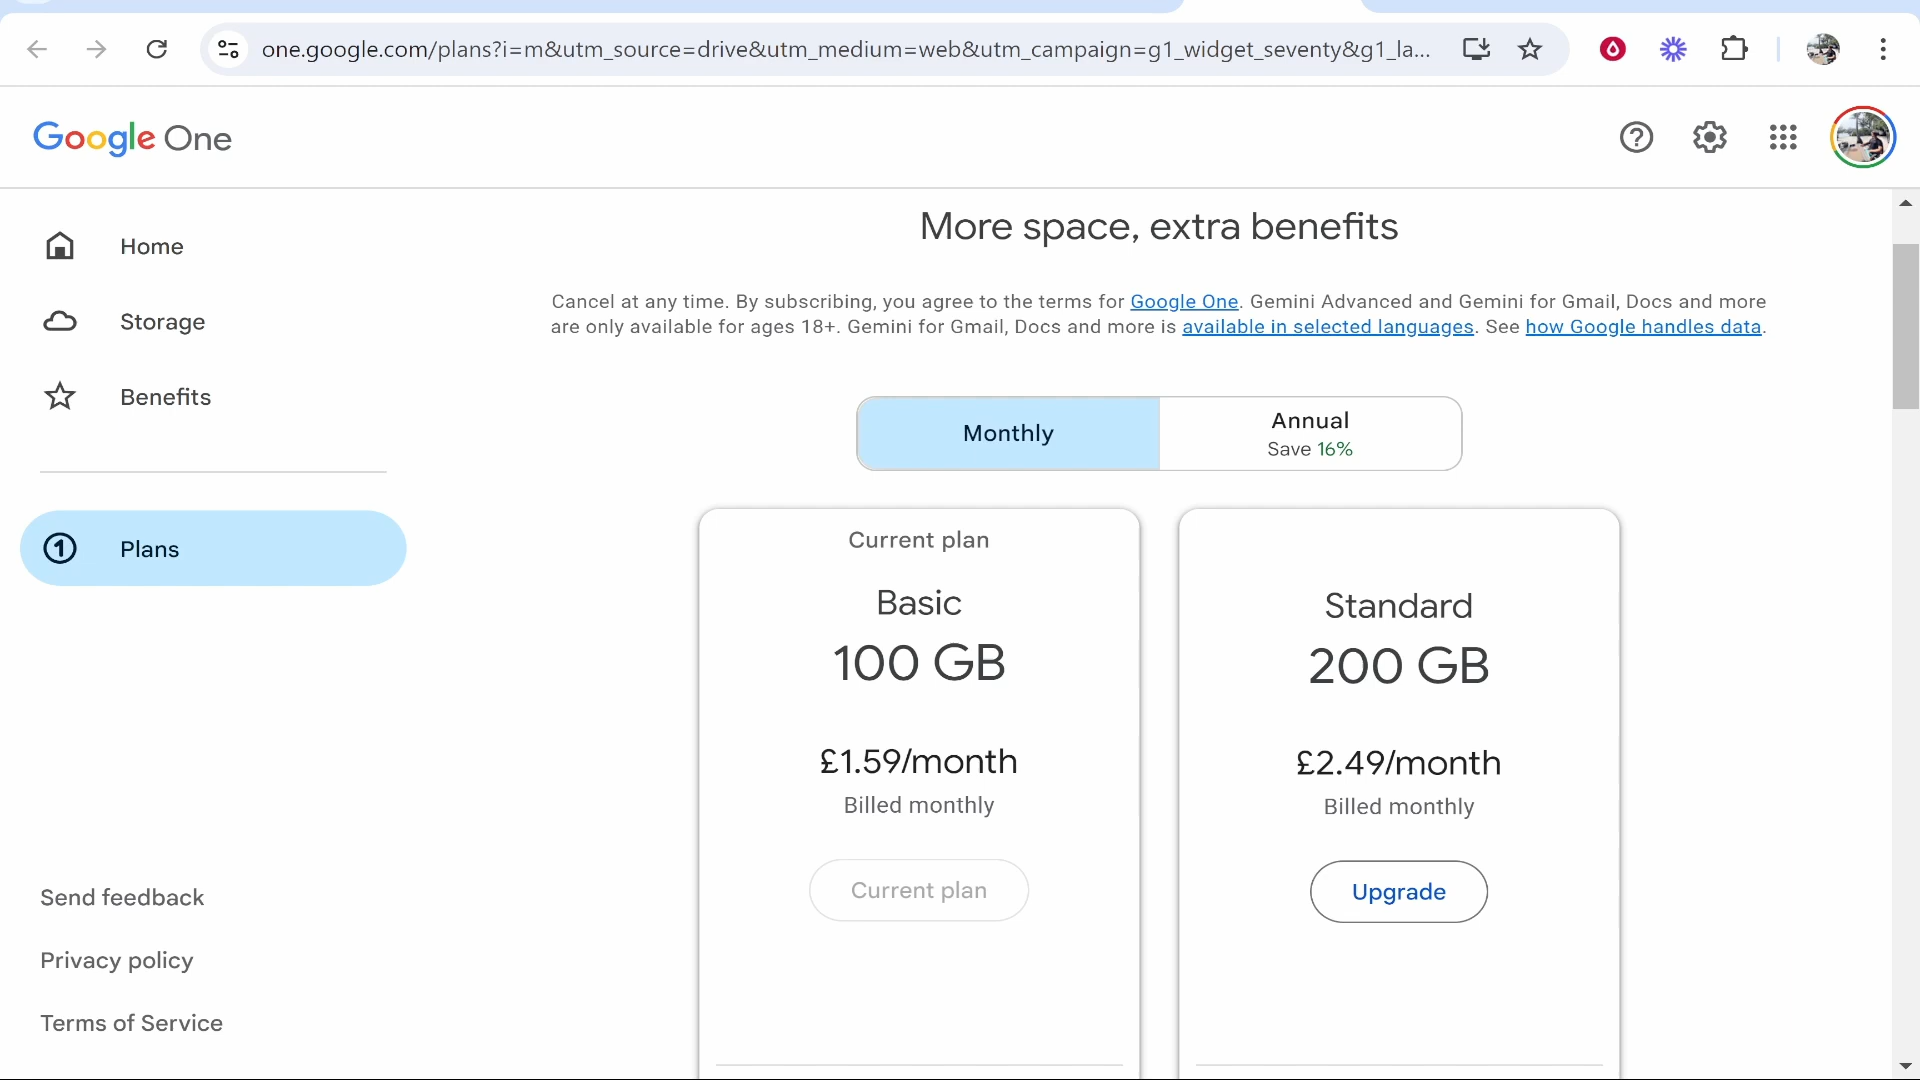 one.google.com/plans?i=m&utm_source=drive&utm_medium=web&utm_campaign=g1_widget_seventy&g1_la...
Google One
Home
Storage
Benefits
Plans
Send feedback
Privacy policy
Terms of Service
More space, extra benefits
Cancel at any time. By subscribing, you agree to the terms for Google One. Gemini Advanced and Gemini for Gmail, Docs and more
are only available for ages 18+. Gemini for Gmail, Docs and more is available in selected languages. See how Google handles data.
Monthly
Annual
Save 16%
Current plan
Basic
100 GB
£1.59/month
Billed monthly
Current plan
Standard
200 GB
£2.49/month
Billed monthly
Upgrade